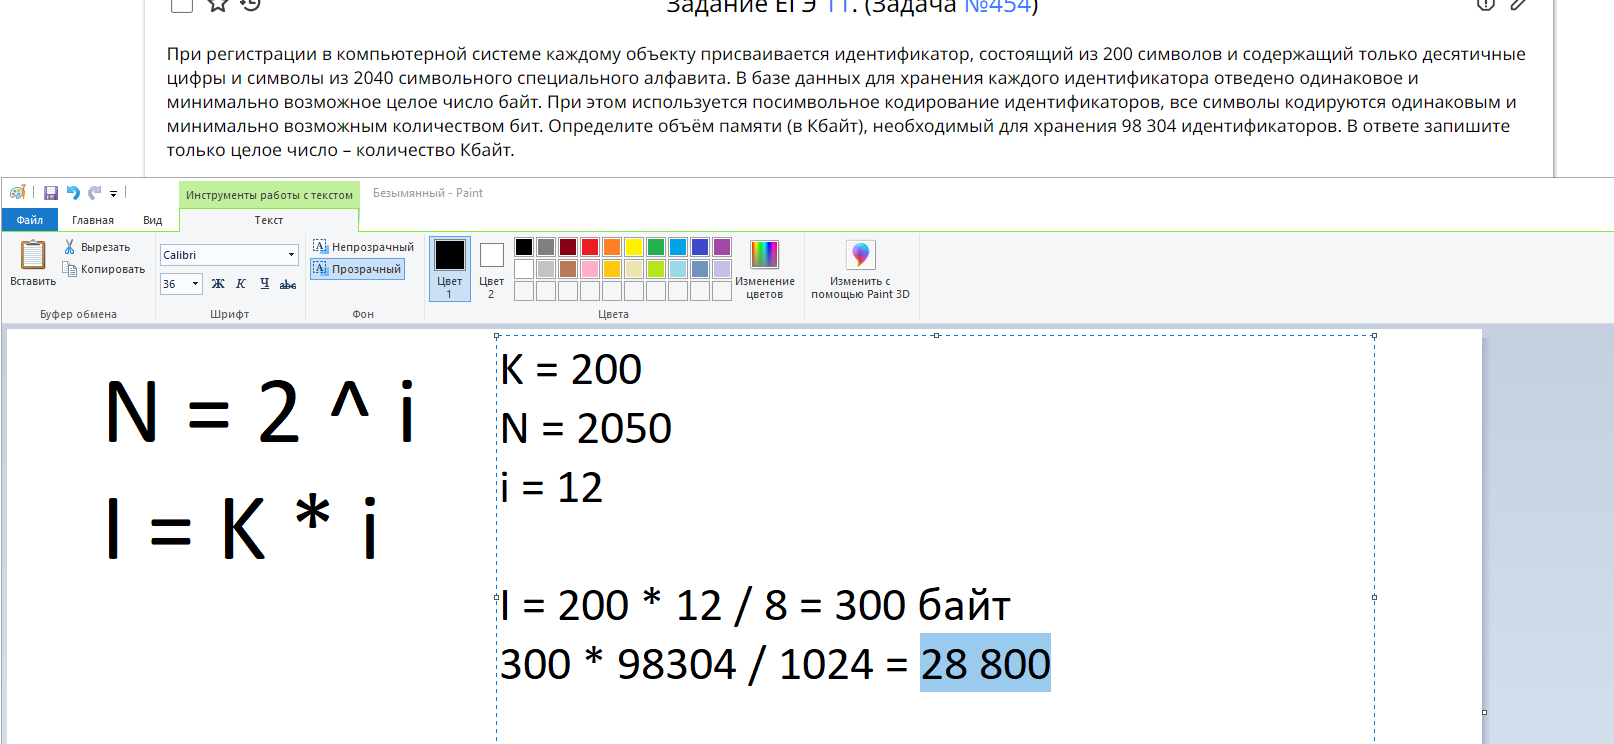 Задание ЕГЭ 11. (Задача №454)
При регистрации в компьютерной системе каждому объекту присваивается идентификатор, состоящий из 200 символов и содержащий только десятичные
цифры и символы из 2040 символьного специального алфавита. В базе данных для хранения каждого идентификатора отведено одинаковое и
минимально возможное целое число байт. При этом используется посимвольное кодирование идентификаторов, все символы кодируются одинаковым и
минимально возможным количеством бит. Определите объём памяти (в Кбайт), необходимый для хранения 98 304 идентификаторов. В ответе запишите
только целое число – количество Кбайт.
Инструменты работы с текстом
Безымянный - Paint
Файл
Главная
Вид
Текст
Вставить
Вырезать
Копировать
Буфер обмена
Calibri
36
Ж К Ч abc
Шрифт
Непрозрачный
Прозрачный
Фон
Цвет
1
Цвет
2
Цвета
Изменение
цветов
Изменить с
помощью Paint 3D
N = 2 ^ i
I = K * i
K = 200
N = 2050
i = 12
I = 200 * 12 / 8 = 300 байт
300 * 98304 / 1024 = 28 800